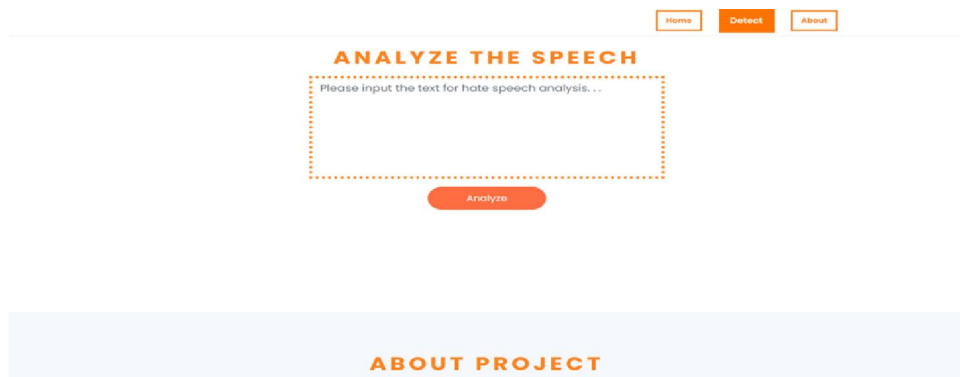 Home Detect About
ANALYZE THE SPEECH
Please input the text for hate speech analysis. . .
Analyze
ABOUT PROJECT